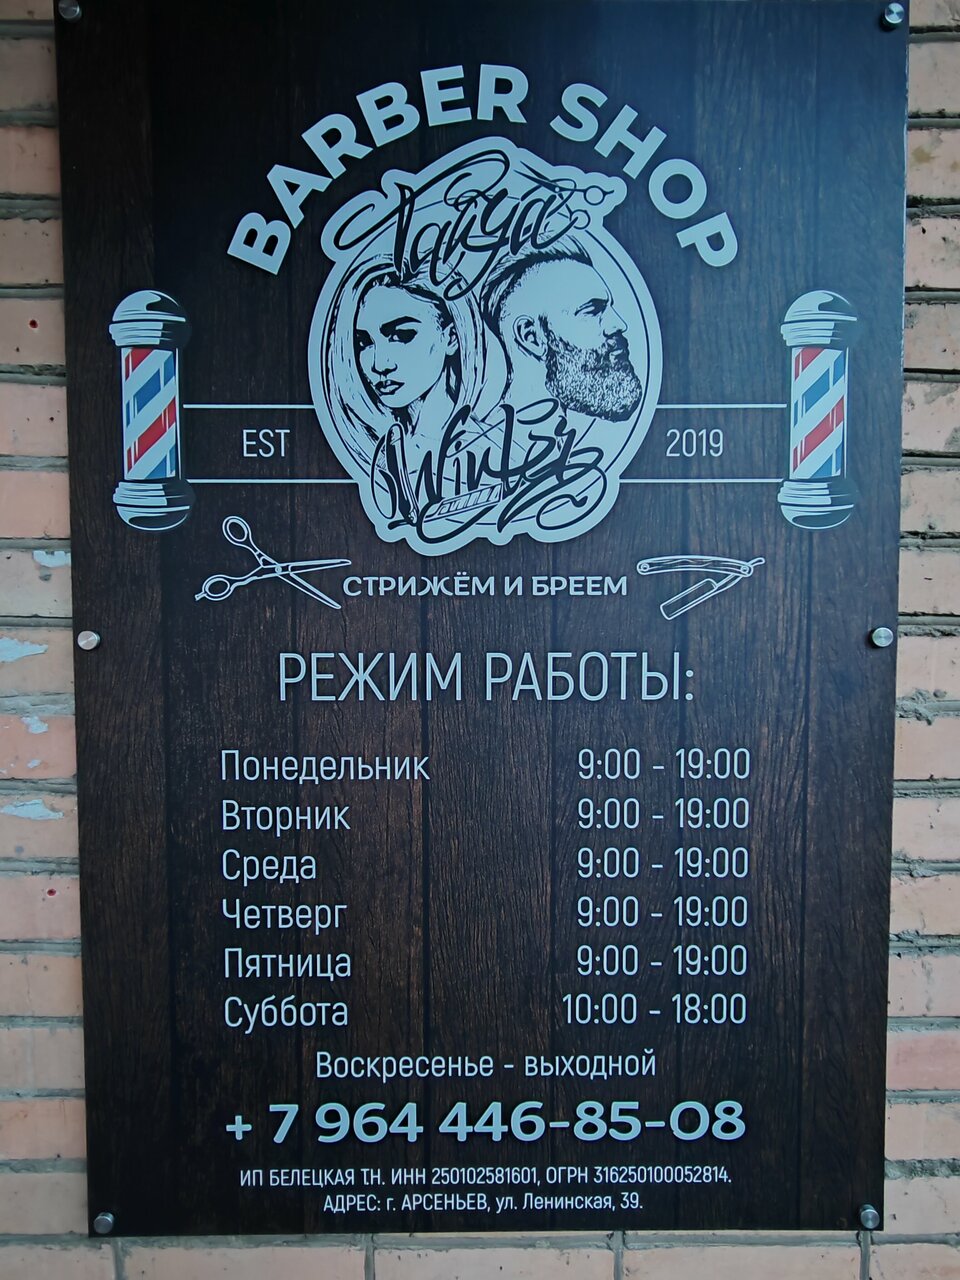 BARBER SHOP
Tanya
Winter
EST
2019
СТРИЖЁМ И БРЕЕМ
РЕЖИМ РАБОТЫ:
Понедельник 9:00 - 19:00
Вторник 9:00 - 19:00
Среда 9:00 - 19:00
Четверг 9:00 - 19:00
Пятница 9:00 - 19:00
Суббота 10:00 - 18:00
Воскресенье - выходной
+ 7 964 446-85-08
ИП БЕЛЕЦКАЯ Т.Н. ИНН 250102581601, ОГРН 316250100052814.
АДРЕС: г. АРСЕНЬЕВ, ул. Ленинская, 39.